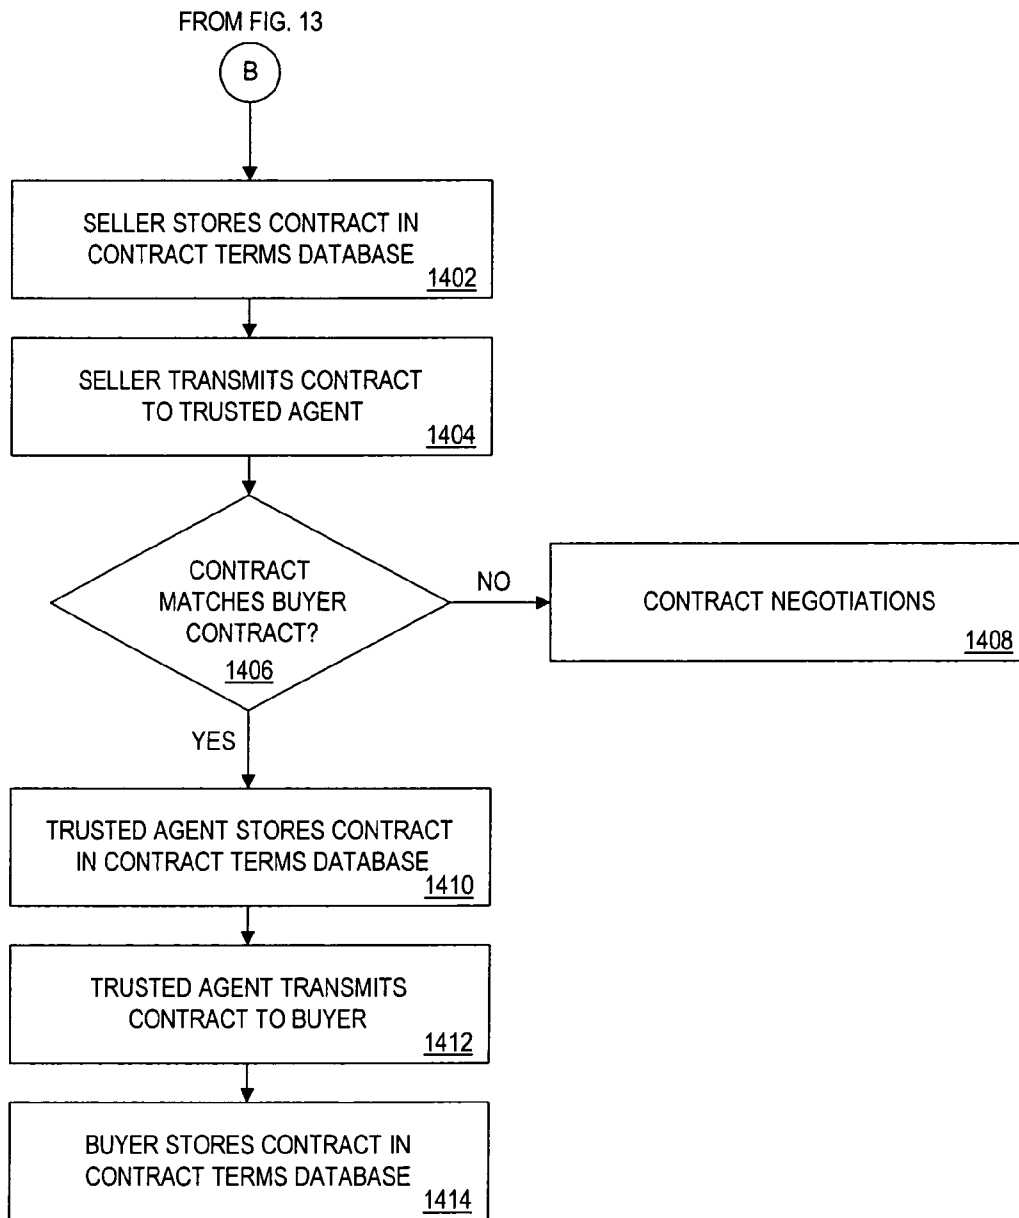 FROM FIG. 13
B
SELLER STORES CONTRACT IN
CONTRACT TERMS DATABASE
1402
SELLER TRANSMITS CONTRACT
TO TRUSTED AGENT
1404
CONTRACT
MATCHES BUYER
CONTRACT?
1406
NO
CONTRACT NEGOTIATIONS
1408
YES
TRUSTED AGENT STORES CONTRACT
IN CONTRACT TERMS DATABASE
1410
TRUSTED AGENT TRANSMITS
CONTRACT TO BUYER
1412
BUYER STORES CONTRACT IN
CONTRACT TERMS DATABASE
1414